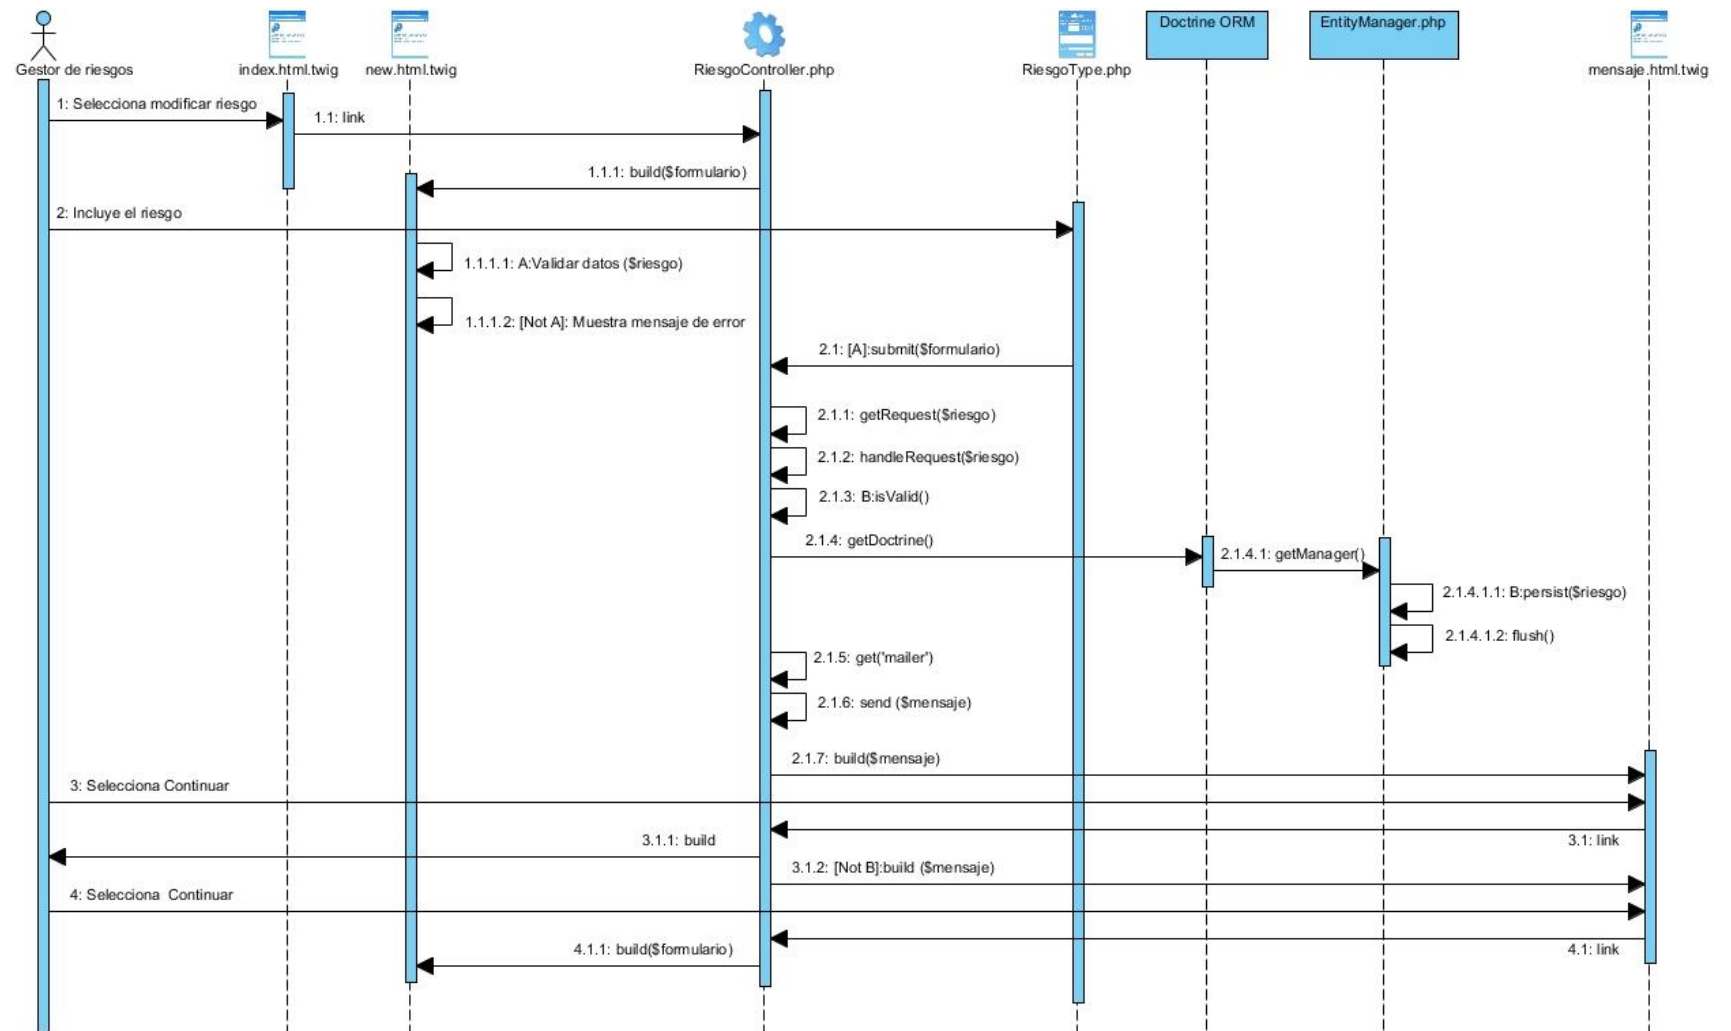 Doctrine ORM
EntityManager.php
Gestor de riesgos
index.html.twig
new.html.twig
RiesgoController.php
RiesgoType.php
mensaje.html.twig
1: Selecciona modificar riesgo
1.1: link
1.1.1: build($formulario)
2: Incluye el riesgo
1.1.1.1: A:Validar datos ($riesgo)
1.1.1.2: [Not A]: Muestra mensaje de error
2.1: [A]:submit($formulario)
2.1.1: getRequest($riesgo)
2.1.2: handleRequest($riesgo)
2.1.3: B:isValid()
2.1.4: getDoctrine()
2.1.4.1: getManager()
2.1.4.1.1: B:persist($riesgo)
2.1.4.1.2: flush()
2.1.5: get('mailer')
2.1.6: send ($mensaje)
2.1.7: build($mensaje)
3: Selecciona Continuar
3.1: link
3.1.1: build
3.1.2: [Not B]:build ($mensaje)
4: Selecciona  Continuar
4.1: link
4.1.1: build($formulario)